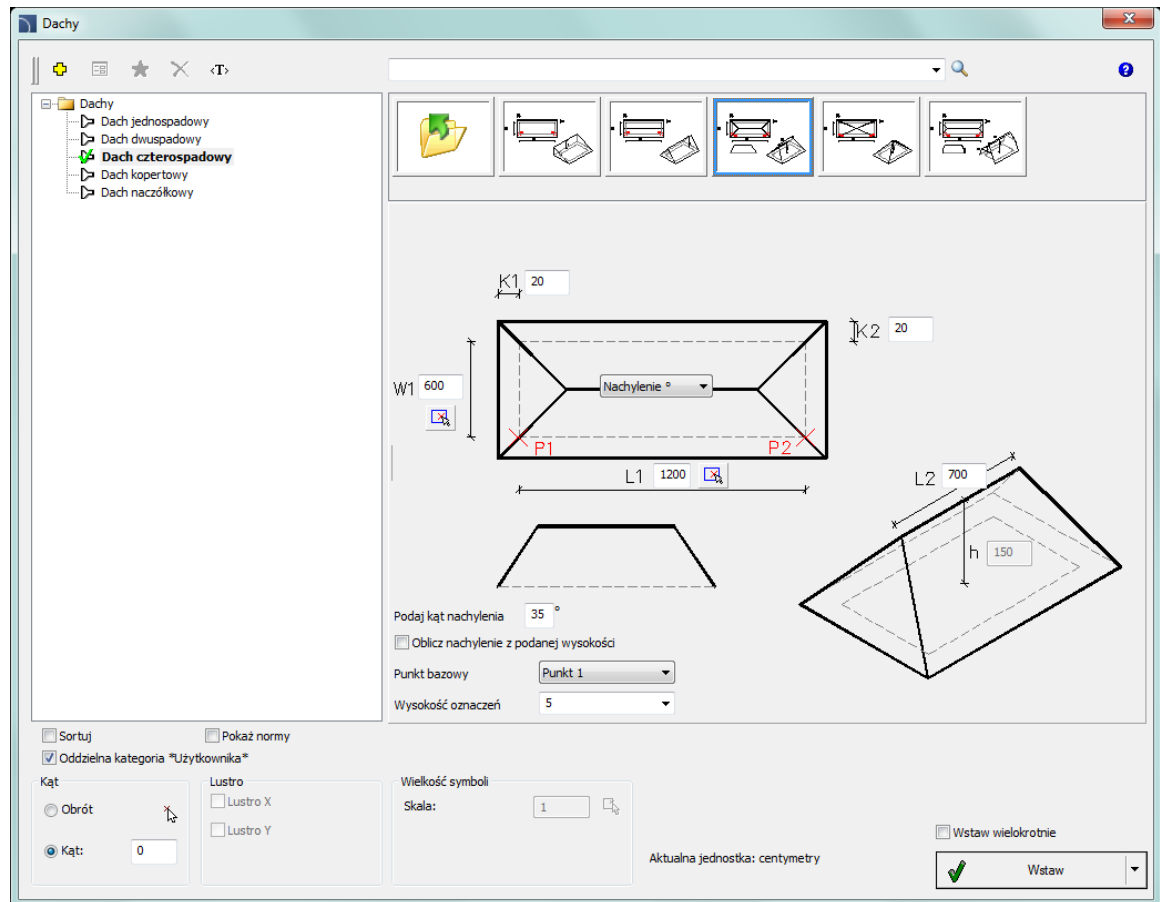 Dachy
<T>
Dachy
Dach jednospadowy
Dach dwuspadowy
Dach czterospadowy
Dach kopertowy
Dach naczółkowy
K1 20
K2 20
W1 600
Nachylenie °
P1 P2
L1 1200
L2 700
h 150
Podaj kąt nachylenia 35 °
Oblicz nachylenie z podanej wysokości
Punkt bazowy Punkt 1
Wysokość oznaczeń 5
Sortuj Pokaż normy
Oddzielna kategoria *Użytkownika*
Kąt
Obrót
Kąt: 0
Lustro
Lustro X
Lustro Y
Wielkość symboli
Skala: 1
Aktualna jednostka: centymetry
Wstaw wielokrotnie
Wstaw